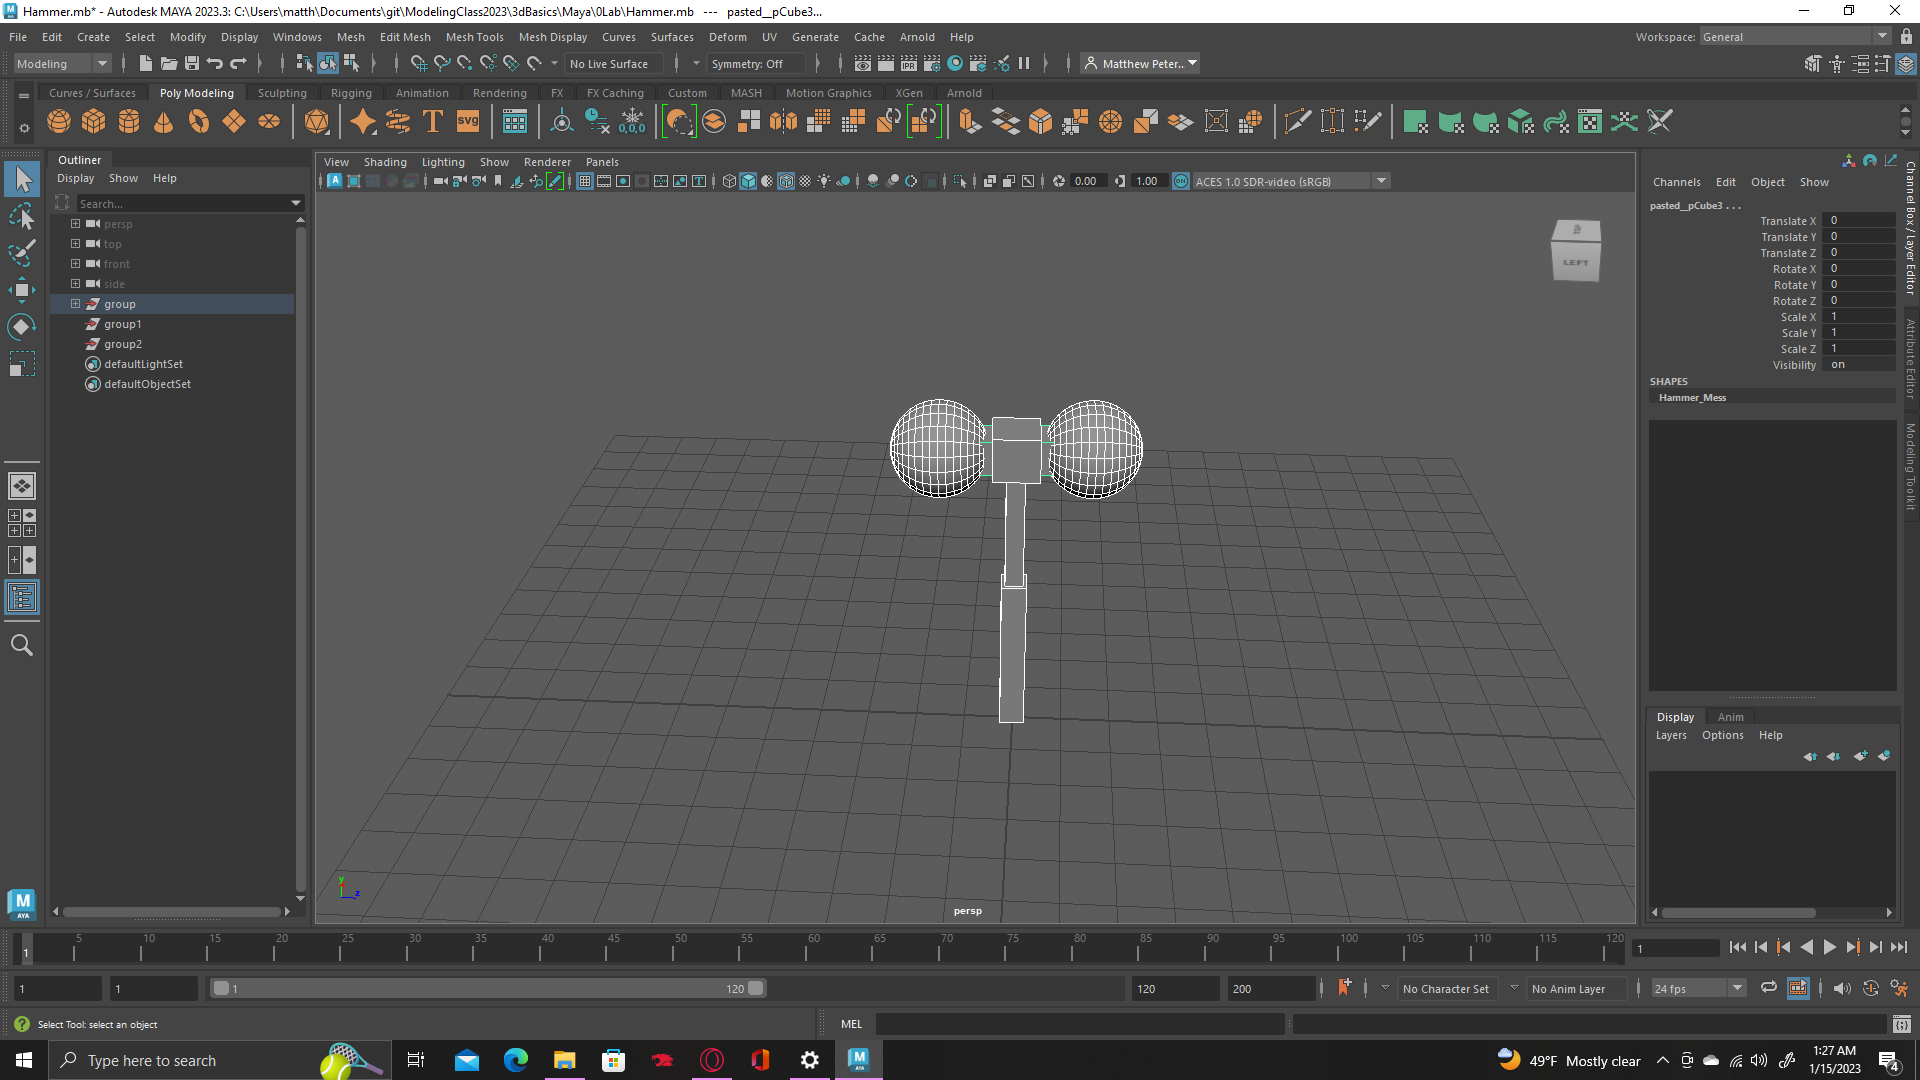 Hammer.mb* - Autodesk MAYA 2023.3: C:\Users\matth\Documents\git\ModelingClass2023\3dBasics\Maya\0Lab\Hammer.mb   ---   pasted__pCube3...
File Edit Create Select Modify Display Windows Mesh Edit Mesh Mesh Tools Mesh Display Curves Surfaces Deform UV Generate Cache Arnold Help
Workspace: General
Modeling
No Live Surface
Symmetry: Off
IPR
Matthew Peter...
Curves / Surfaces Poly Modeling Sculpting Rigging Animation Rendering FX FX Caching Custom MASH Motion Graphics XGen Arnold
T svg 0,0,0
Outliner
Display Show Help
Search...
persp
top
front
side
group
group1
group2
defaultLightSet
defaultObjectSet
View Shading Lighting Show Renderer Panels
0.00 1.00 ON ACES 1.0 SDR-video (sRGB)
LEFT
y
z
persp
Channels Edit Object Show
pasted__pCube3 . . .
Translate X 0
Translate Y 0
Translate Z 0
Rotate X 0
Rotate Y 0
Rotate Z 0
Scale X 1
Scale Y 1
Scale Z 1
Visibility on
SHAPES
Hammer_Mess
Channel Box / Layer Editor
Attribute Editor
Modeling Toolkit
Display Anim
Layers Options Help
M
AYA
1 5 10 15 20 25 30 35 40 45 50 55 60 65 70 75 80 85 90 95 100 105 110 115 120
1
1 1 1 120 120 200 No Character Set No Anim Layer 24 fps
Select Tool: select an object
MEL
Type here to search
49°F Mostly clear
1:27 AM
1/15/2023
4